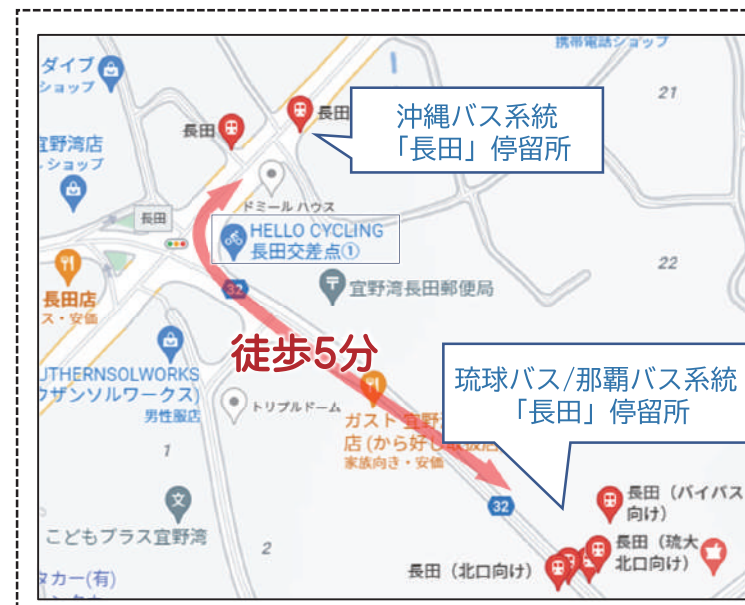 携帯電話ショップ
ダイブ
ショップ
長田
長田
21
沖縄バス系統
「長田」停留所
宜野湾店
ショップ
ドミールハウス
長田
HELLO CYCLING
長田交差点①
22
32
宜野湾長田郵便局
長田店
ス・安価
徒歩5分
UTHERNSOLWORKS
ウザンソルワークス)
男性服店
トリプルドーム
琉球バス/那覇バス系統
「長田」停留所
ガスト 宜野
店 (から好し取扱店
家族向き・安価
1
32
長田（バイパス
向け）
こどもプラス宜野湾
2
長田（琉大
北口向け）
長田（北口向け）
タカー(有)